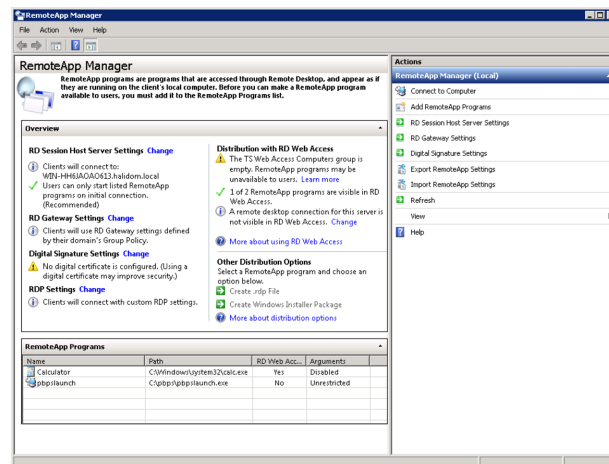 RemoteApp Manager
File Action View Help
RemoteApp Manager
RemoteApp programs are programs that are accessed through Remote Desktop, and appear as if
they are running on the client's local computer. Before you can make a RemoteApp program
available to users, you must add it to the RemoteApp Programs list.
Overview
RD Session Host Server Settings Change
Clients will connect to:
WIN-HH6JAOAO613.halidom.local
Users can only start listed RemoteApp
programs on initial connection.
(Recommended)
RD Gateway Settings Change
Clients will use RD Gateway settings defined
by their domain's Group Policy.
Digital Signature Settings Change
No digital certificate is configured. (Using a
digital certificate may improve security.)
RDP Settings Change
Clients will connect with custom RDP settings.
Distribution with RD Web Access
The TS Web Access Computers group is
empty. RemoteApp programs may be
unavailable to users. Learn more
1 of 2 RemoteApp programs are visible in RD
Web Access.
A remote desktop connection for this server is
not visible in RD Web Access. Change
More about using RD Web Access
Other Distribution Options
Select a RemoteApp program and choose an
option below.
Create .rdp File
Create Windows Installer Package
More about distribution options
RemoteApp Programs
Name Path RD Web Acc... Arguments
Calculator C:\Windows\system32\calc.exe Yes Disabled
pbpslaunch C:\pbps\pbpslaunch.exe No Unrestricted
Actions
RemoteApp Manager (Local)
Connect to Computer
Add RemoteApp Programs
RD Session Host Server Settings
RD Gateway Settings
Digital Signature Settings
Export RemoteApp Settings
Import RemoteApp Settings
Refresh
View
Help